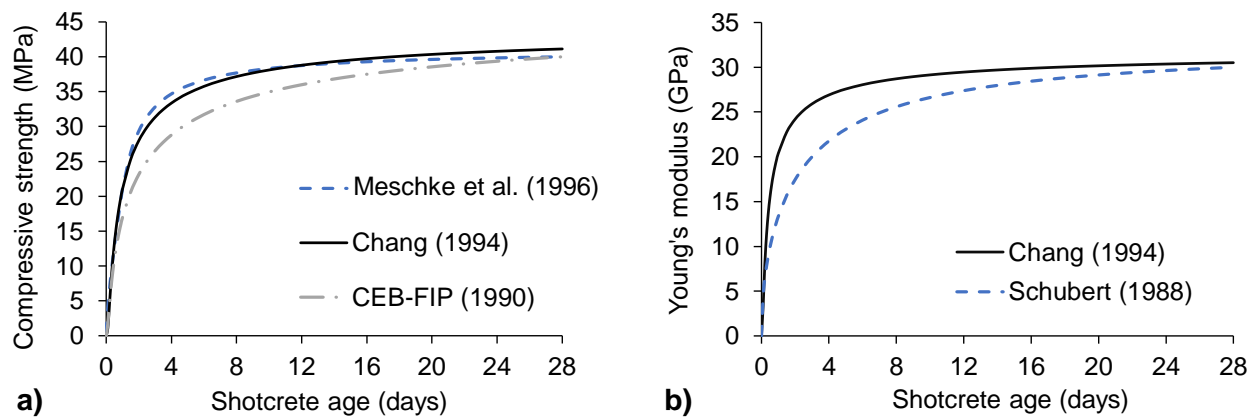 Compressive strength (MPa)
50
45
40
35
30
25
20
15
10
5
0
Meschke et al. (1996)
Chang (1994)
CEB-FIP (1990)
0 4 8 12 16 20 24 28
Shotcrete age (days)
a)
Young's modulus (GPa)
35
30
25
20
15
10
5
0
Chang (1994)
Schubert (1988)
0 4 8 12 16 20 24 28
Shotcrete age (days)
b)